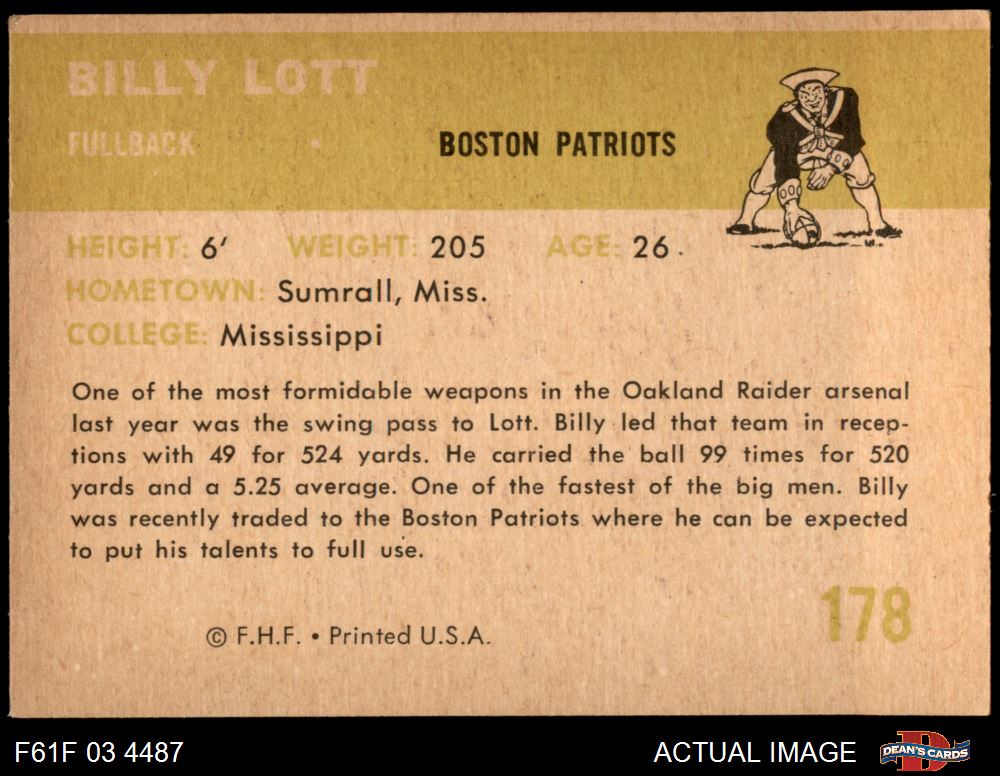 BILLY LOTT
FULLBACK • BOSTON PATRIOTS
HEIGHT: 6' WEIGHT: 205 AGE: 26.
HOMETOWN: Sumrall, Miss.
COLLEGE: Mississippi
One of the most formidable weapons in the Oakland Raider arsenal
last year was the swing pass to Lott. Billy led that team in recep-
tions with 49 for 524 yards. He carried the ball 99 times for 520
yards and a 5.25 average. One of the fastest of the big men. Billy
was recently traded to the Boston Patriots where he can be expected
to put his talents to full use.
178
© F.H.F. • Printed U.S.A.
F61F 03 4487 ACTUAL IMAGE D DEAN'S CARDS